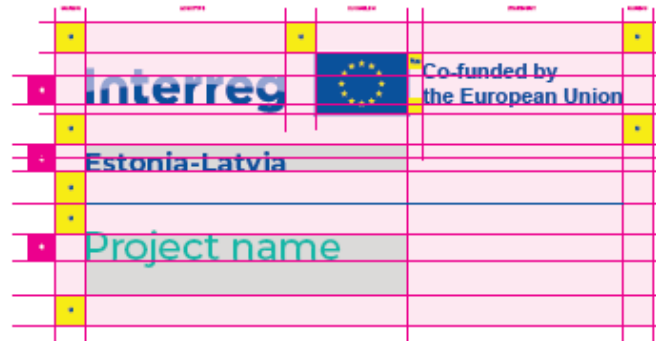 Interreg
Co-funded by
the European Union
Estonia-Latvia
Project name